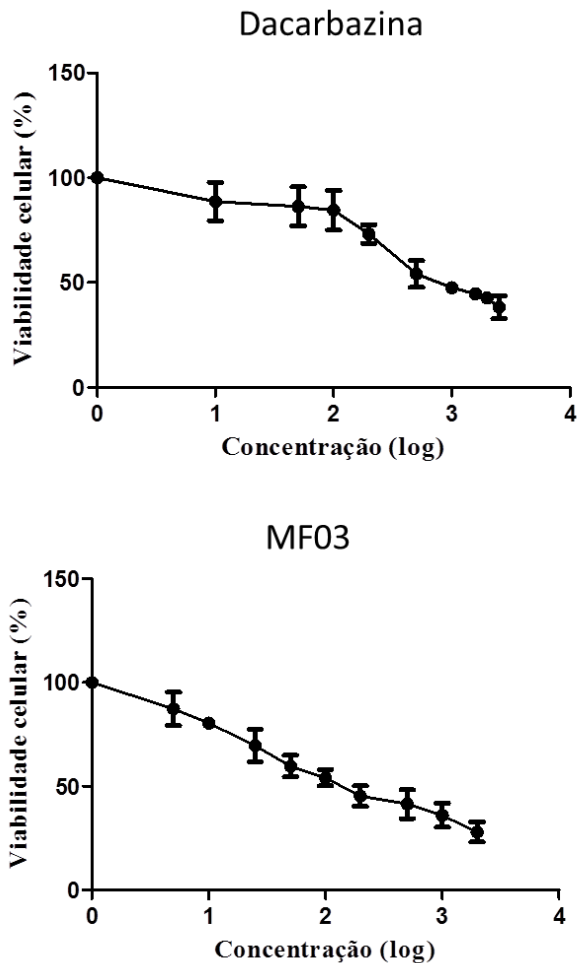 Dacarbazina
150
100
50
0
Viabilidade celular (%)
0 1 2 3 4
Concentração (log)
MF03
150
100
50
0
Viabilidade celular (%)
0 1 2 3 4
Concentração (log)